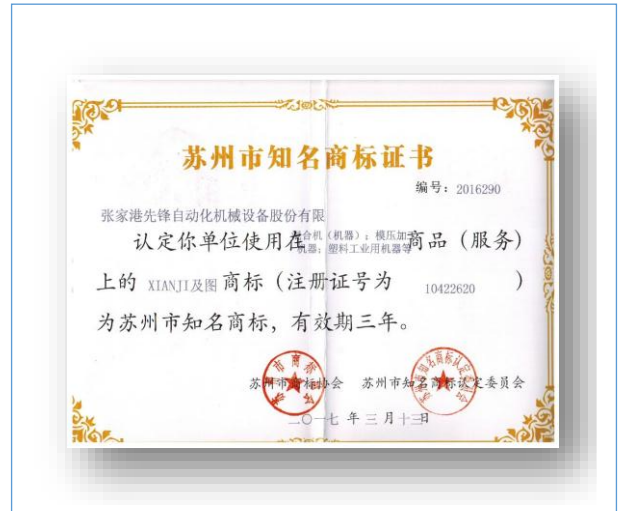 苏州市知名商标证书
编号：2016290
张家港先锋自动化机械设备股份有限
认定你单位使用在 合机（机器）；模压加 商品（服务）
机器；塑料工业用机器等
上的 XIANJI及图 商标（注册证号为 10422620 ）
为苏州市知名商标，有效期三年。
苏州市商标协会 苏州市知名商标认定委员会
二〇一七 年 三 月 十三日